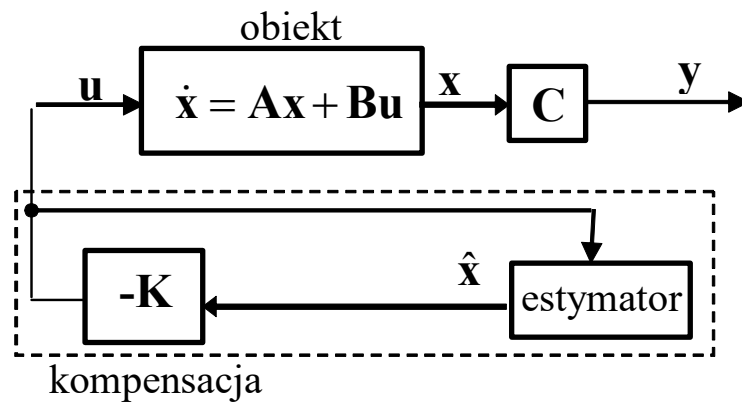 obiekt
u
ẋ = Ax + Bu
x
C
y
-K
x̂
estymator
kompensacja